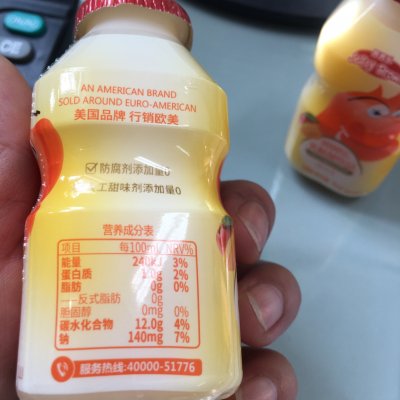 AN AMERICAN BRAND
SOLD AROUND EURO-AMERICAN
美国品牌 行销欧美
防腐剂添加量0
人工甜味剂添加量0
营养成分表
项目 每100mL NRV%
能量 240KJ 3%
蛋白质 1.0g 2%
脂肪 0g 0%
——反式脂肪 0g
胆固醇 0mg 0%
碳水化合物 12.0g 4%
钠 140mg 7%
服务热线:40000-51776
CE